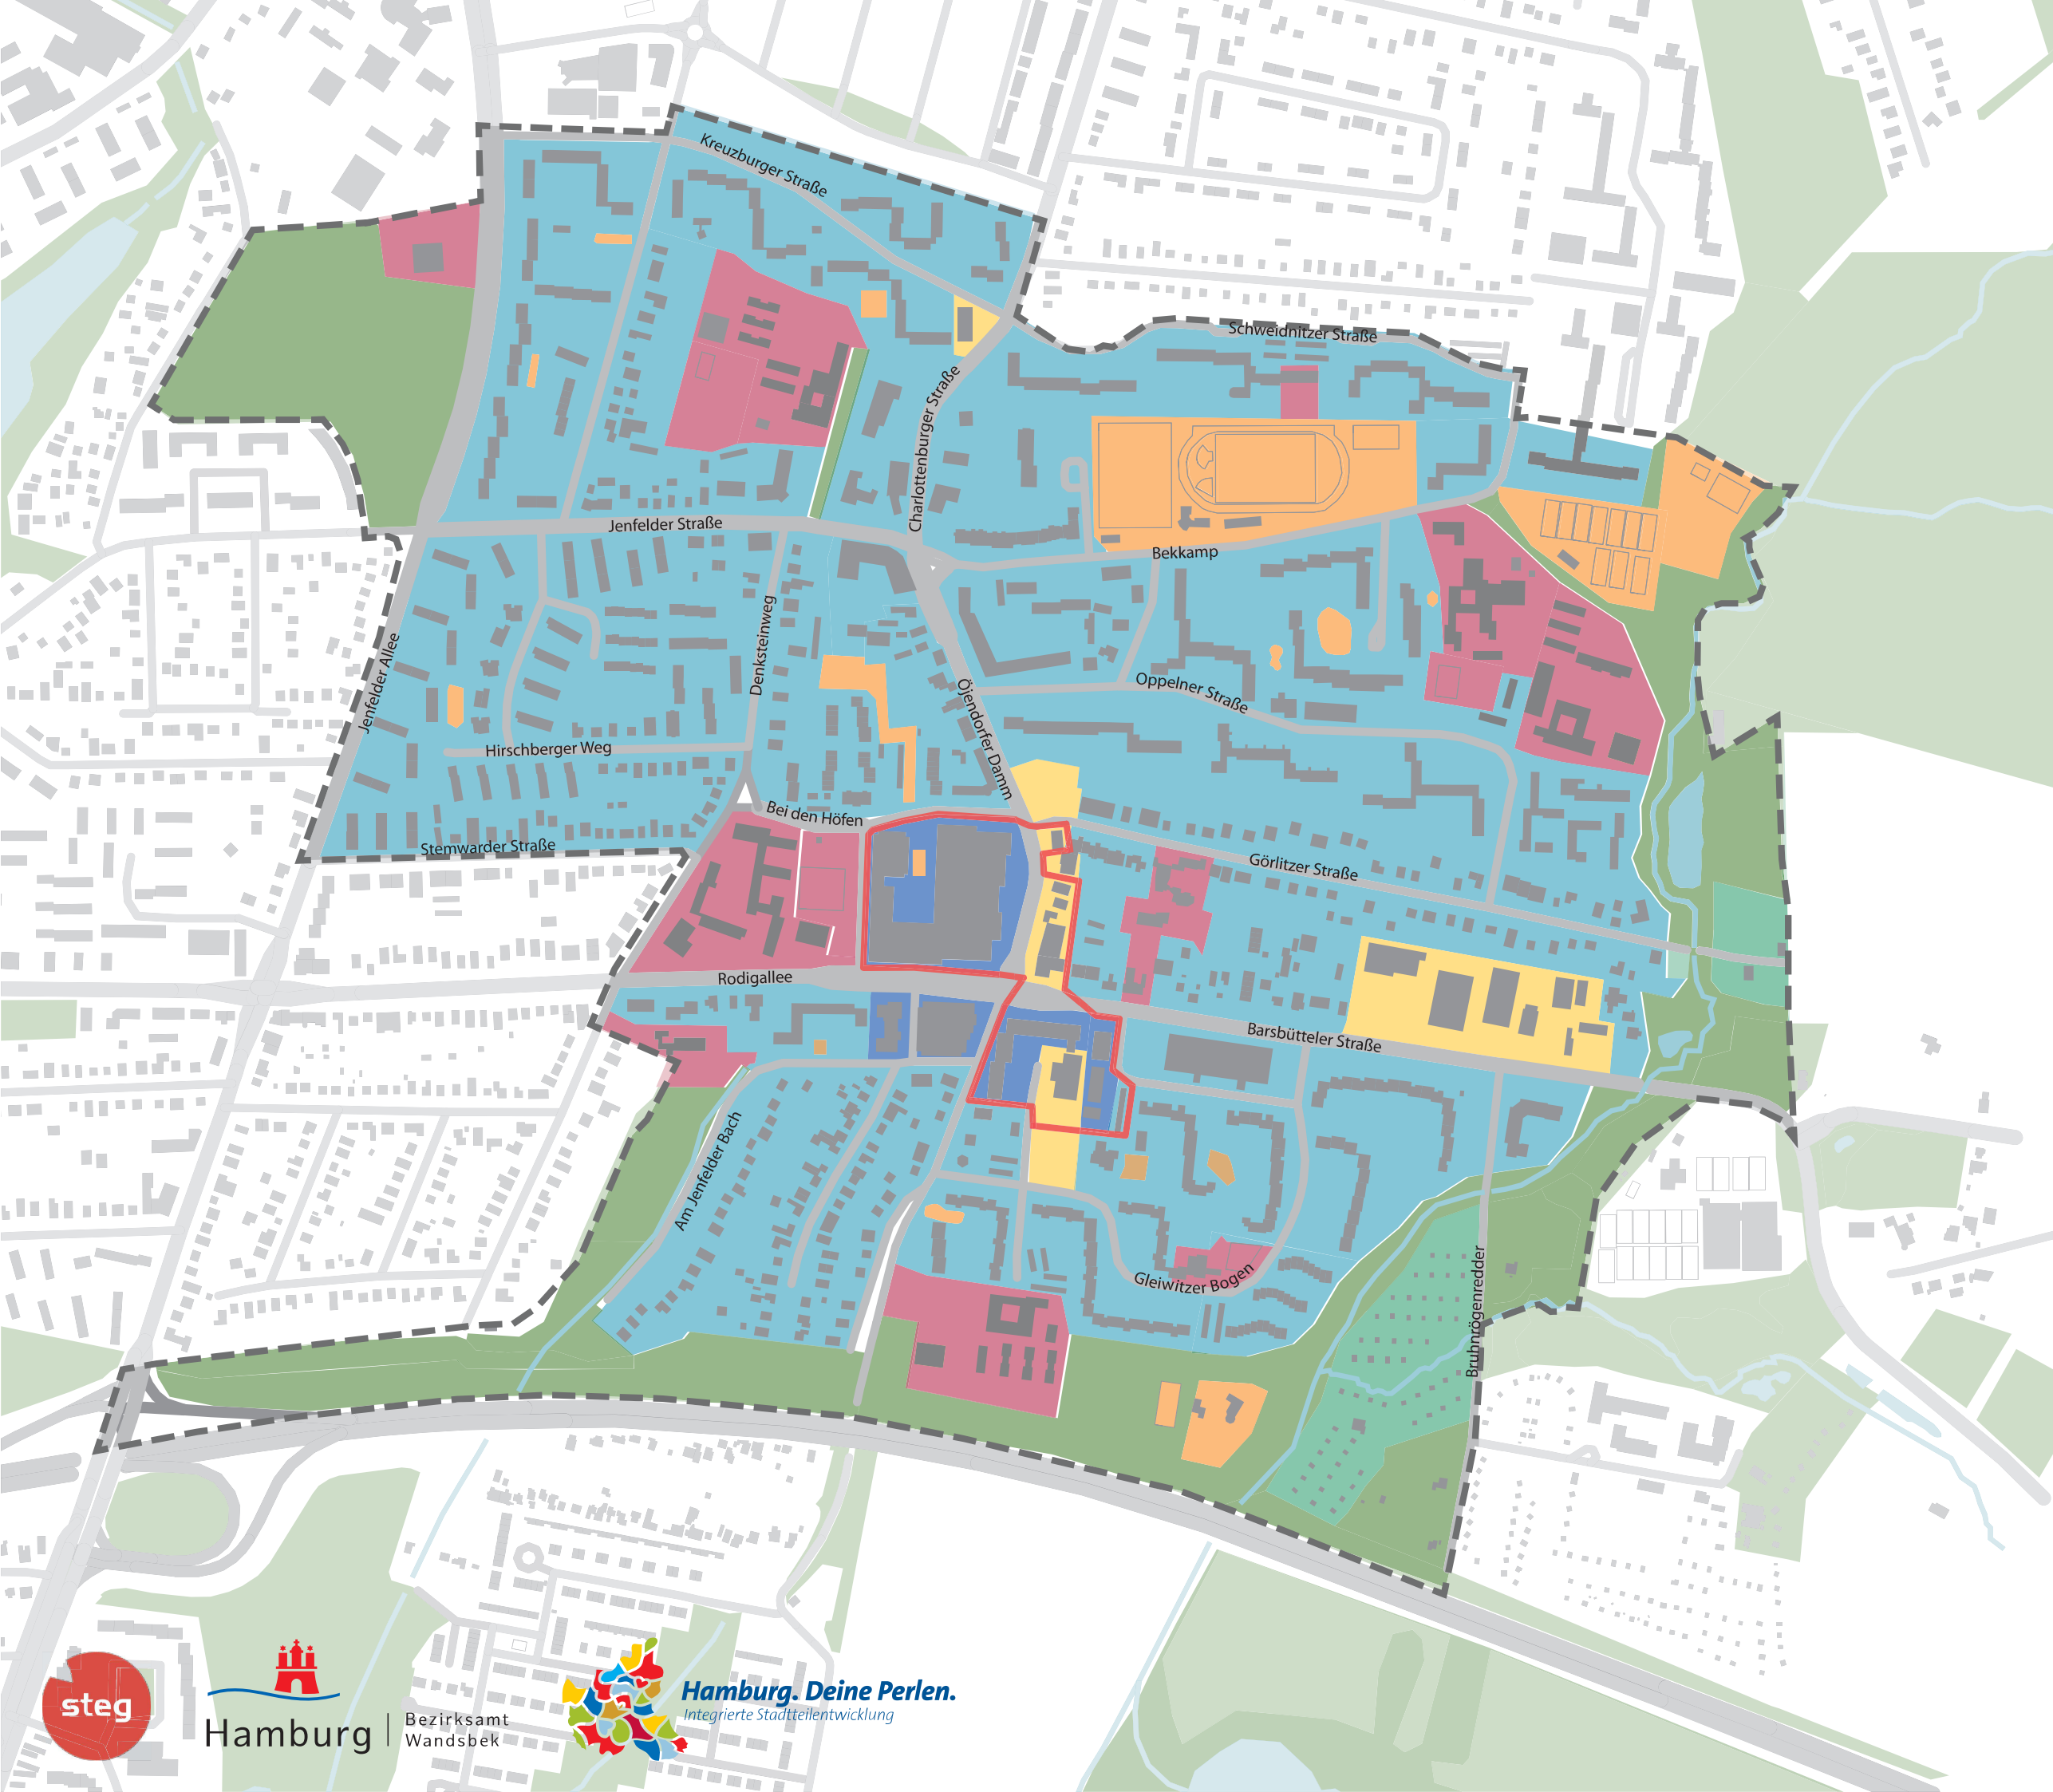 Kreuzburger Straße
Schweidnitzer Straße
Charlottenburger Straße
Jenfelder Straße
Bekkamp
Jenfelder Allee
Denksteinweg
Öjendorfer Damm
Oppelner Straße
Hirschberger Weg
Bei den Höfen
Stemwarder Straße
Görlitzer Straße
Rodigallee
Barsbütteler Straße
Am Jenfelder Bach
Gleiwitzer Bogen
Bruhnrögenredder
steg
Hamburg
Bezirksamt
Wandsbek
Hamburg. Deine Perlen.
Integrierte Stadtteilentwicklung